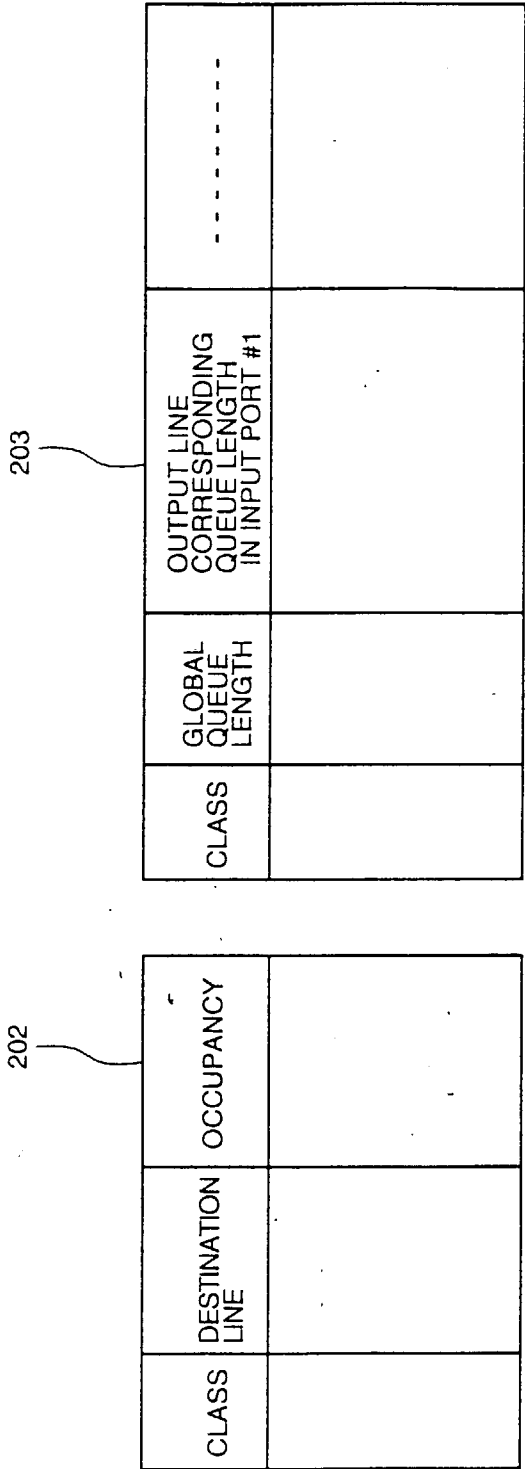 202
CLASS
DESTINATION
LINE
OCCUPANCY
203
CLASS
GLOBAL
QUEUE
LENGTH
OUTPUT LINE
CORRESPONDING
QUEUE LENGTH
IN INPUT PORT #1
- - - - - - - - -